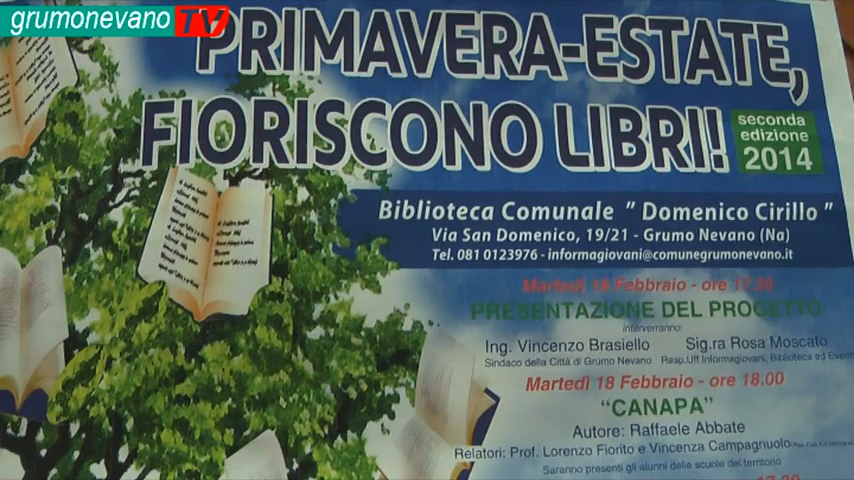 grumonevano TV
PRIMAVERA-ESTATE,
FIORISCONO LIBRI!
seconda
edizione
2014
Biblioteca Comunale " Domenico Cirillo "
Via San Domenico, 19/21 - Grumo Nevano (Na)
Tel. 081 0123976 - informagiovani@comunegrumonevano.it
Martedì 18 Febbraio - ore 17.30
PRESENTAZIONE DEL PROGETTO
interverranno:
Ing. Vincenzo Brasiello Sig.ra Rosa Moscato
Sindaco della Città di Grumo Nevano Resp.Uff.Informagiovani, Biblioteca ed Eventi
Martedì 18 Febbraio - ore 18.00
“CANAPA”
Autore: Raffaele Abbate
Relatori: Prof. Lorenzo Fiorito e Vincenza Campagnuolo
Saranno presenti gli alunni delle scuole del territorio